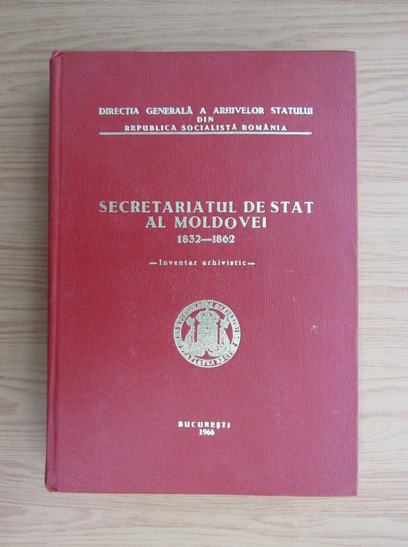 DIRECȚIA GENERALĂ A ARHIVELOR STATULUI
DIN
REPUBLICA SOCIALISTĂ ROMÂNIA
SECRETARIATUL DE STAT
AL MOLDOVEI
1832—1862
—Inventar arhivistic—
BUCUREȘTI
1966